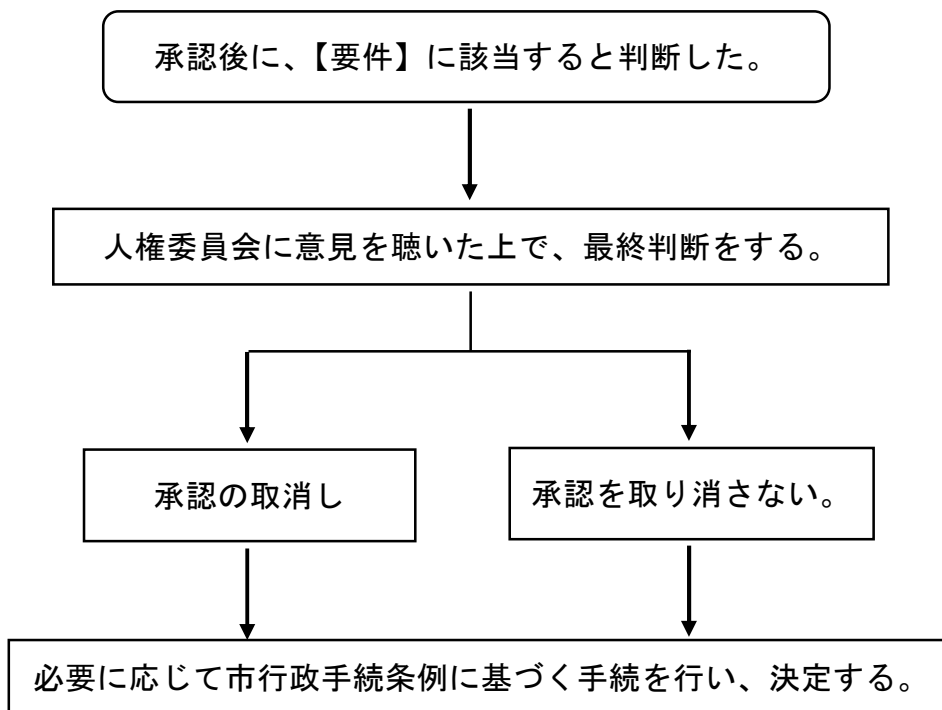 承認後に、【要件】に該当すると判断した。
人権委員会に意見を聴いた上で、最終判断をする。
承認の取消し
承認を取り消さない。
必要に応じて市行政手続条例に基づく手続を行い、決定する。